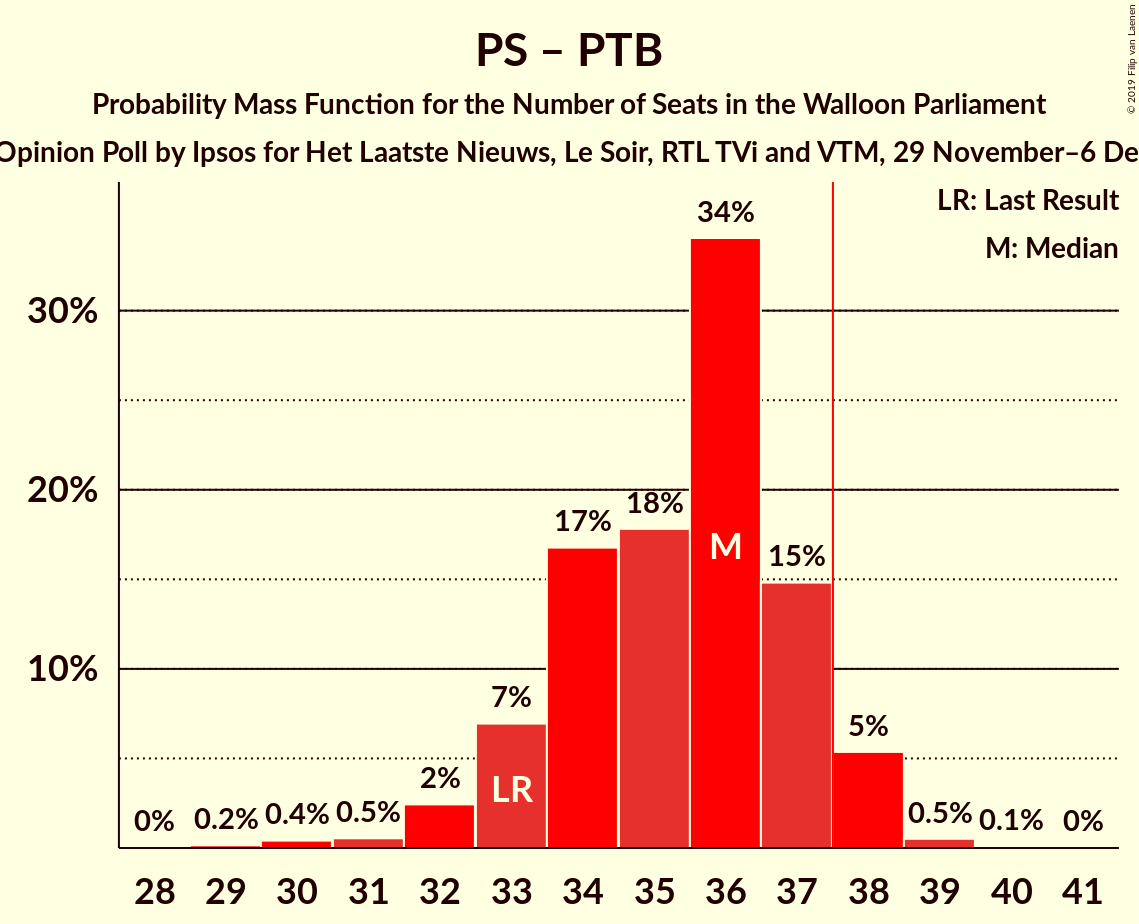 PS – PTB
Probability Mass Function for the Number of Seats in the Walloon Parliament
Opinion Poll by Ipsos for Het Laatste Nieuws, Le Soir, RTL TVi and VTM, 29 November–6 De
© 2019 Filip van Laenen
LR: Last Result
M: Median
34%
30%
20%
18%
17%
M
15%
10%
7%
5%
2%
LR
0% 0.2% 0.4% 0.5% 0.5% 0.1% 0%
28 29 30 31 32 33 34 35 36 37 38 39 40 41